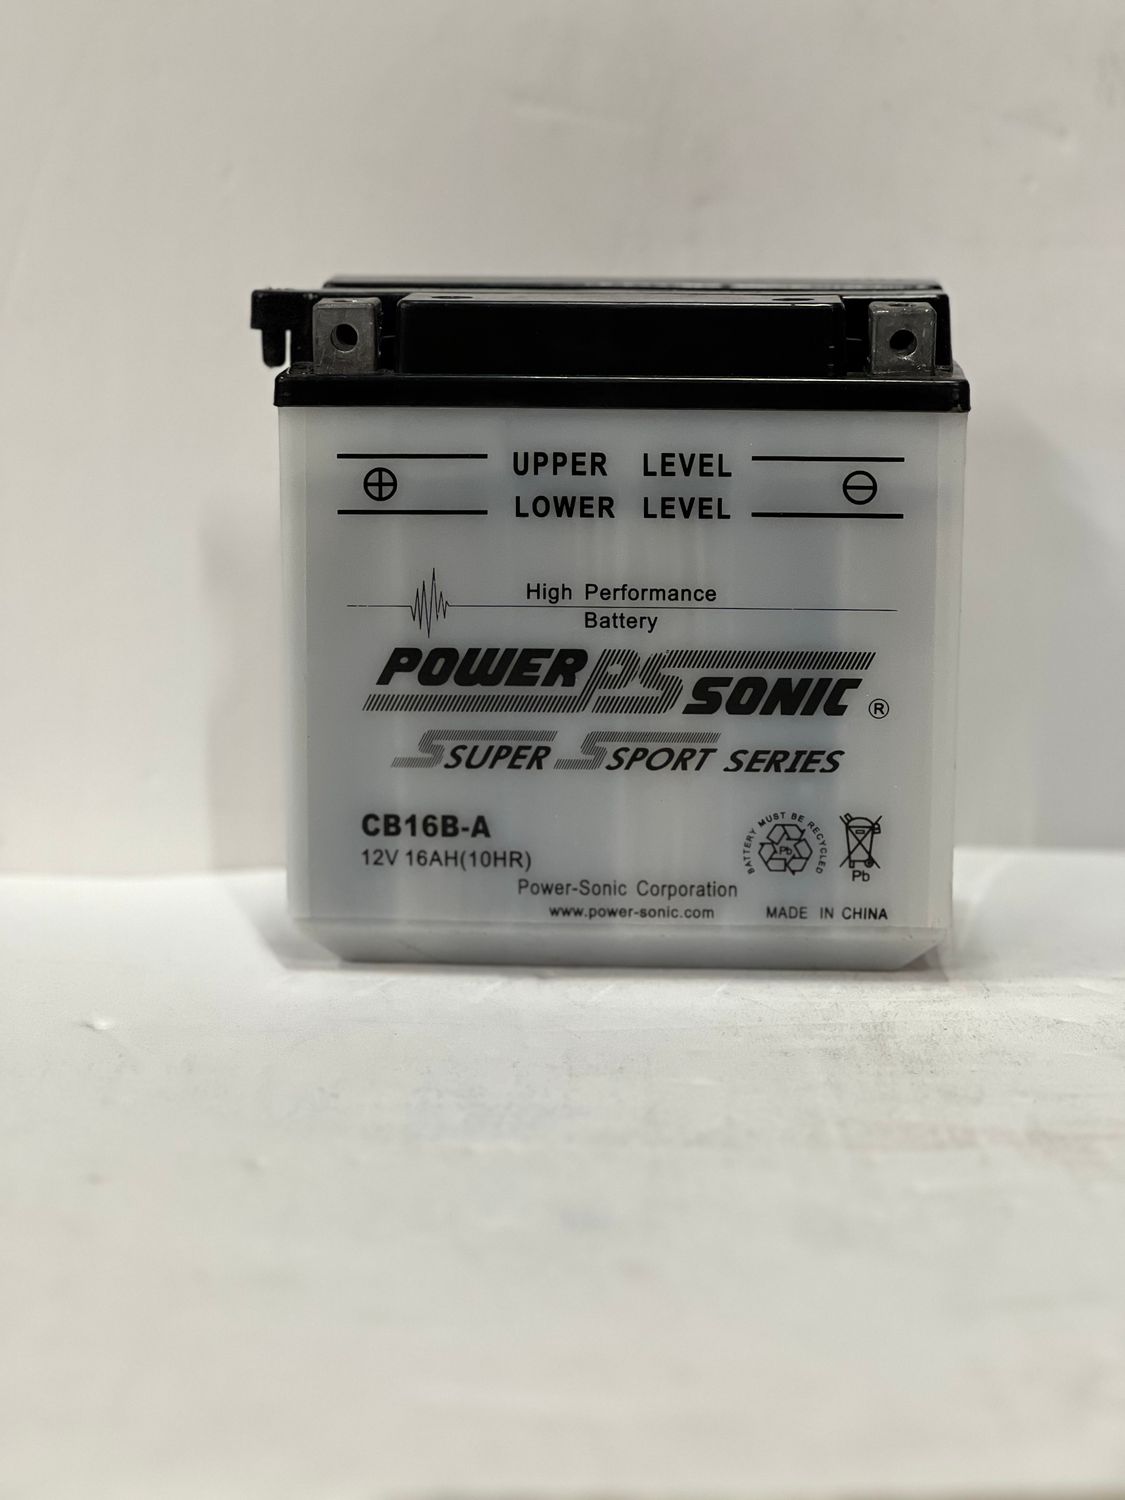 UPPER LEVEL
LOWER LEVEL
High Performance
Battery
POWER PS SONIC ®
S SUPER S SPORT SERIES
CB16B-A
12V 16AH(10HR)
BATTERY MUST BE RECYCLED
Pb
Pb
Power-Sonic Corporation
www.power-sonic.com
MADE IN CHINA